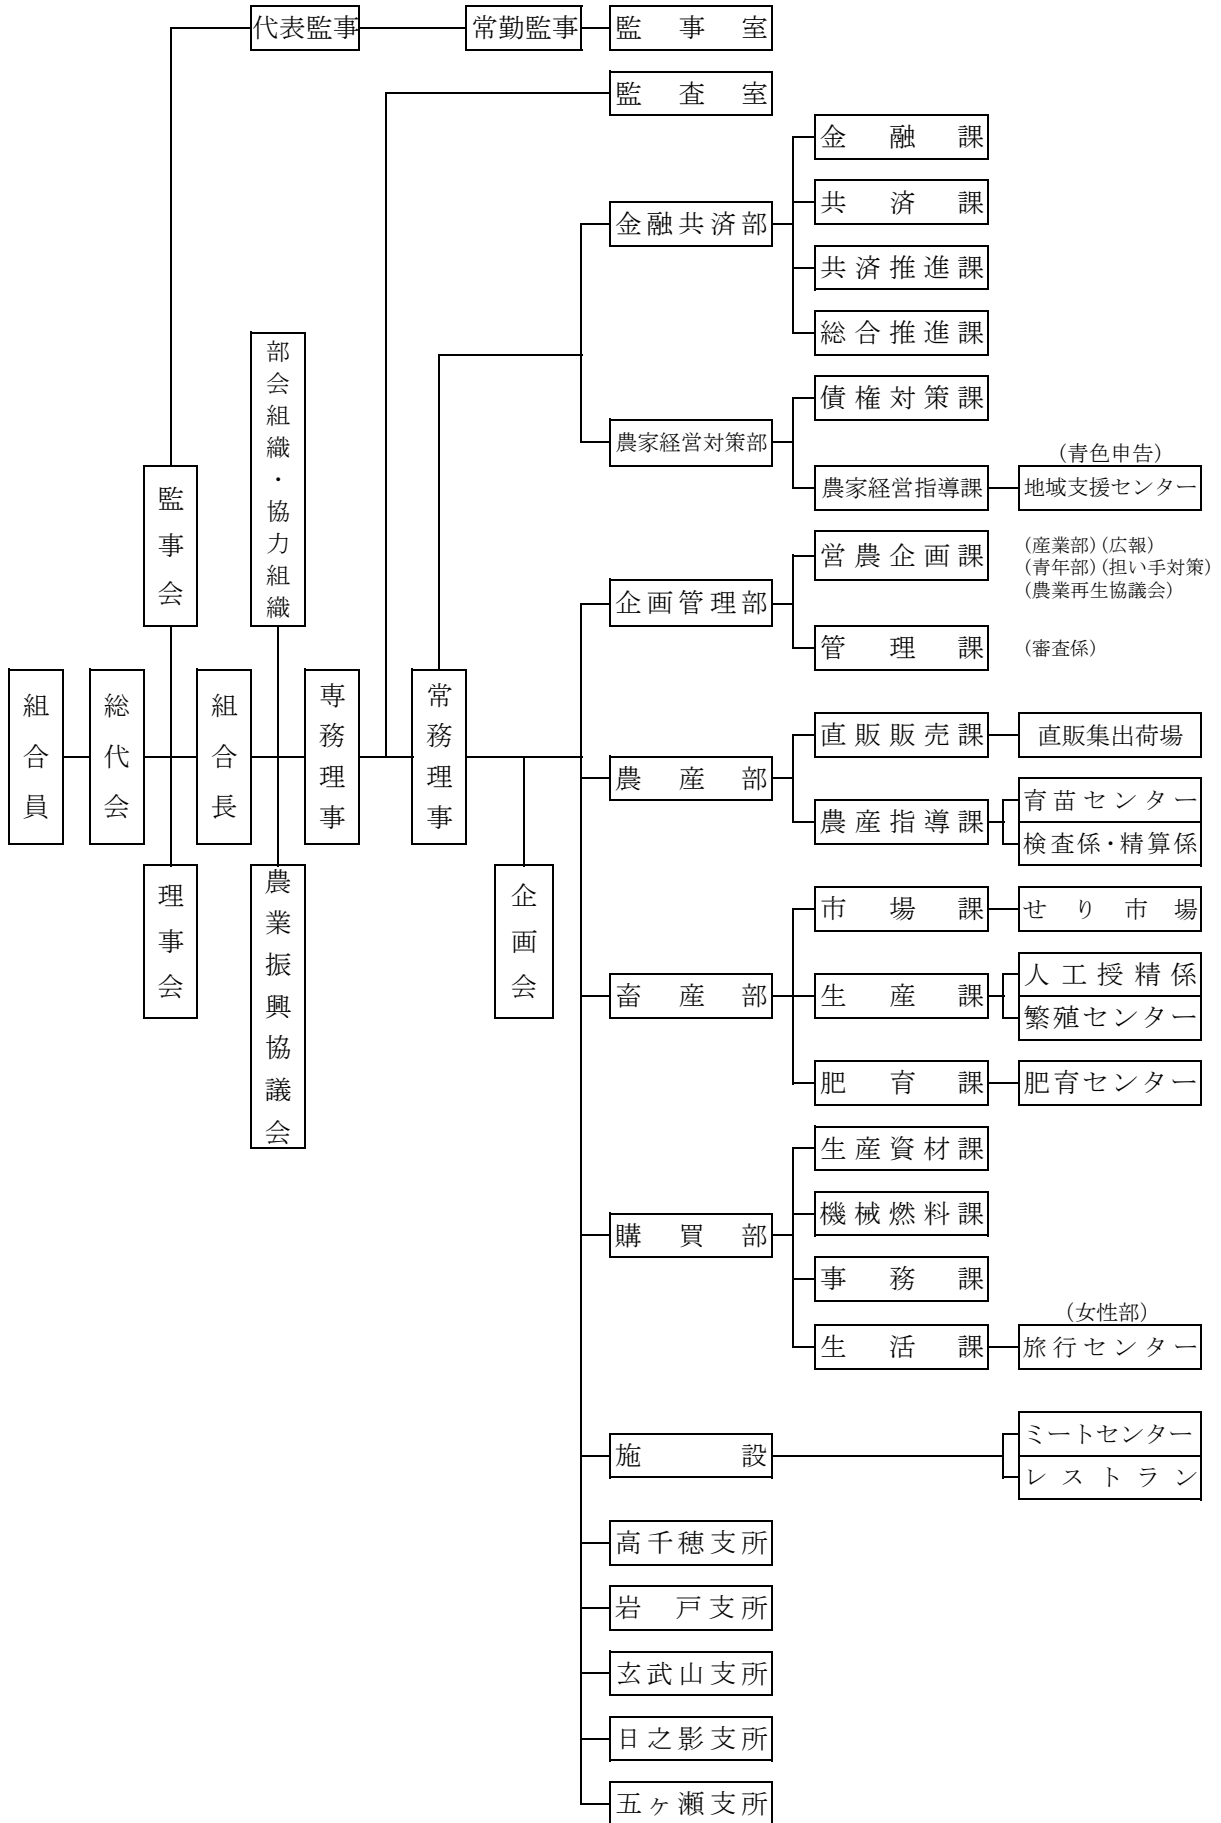 代表監事
常勤監事
監事室
監査室
金融課
共済課
金融共済部
共済推進課
総合推進課
部会組織・協力組織
債権対策課
農家経営対策部
(青色申告)
農家経営指導課
地域支援センター
監事会
営農企画課
(産業部)(広報)
(青年部)(担い手対策)
(農業再生協議会)
企画管理部
管理課
(審査係)
組合員
総代会
組合長
専務理事
常務理事
直販販売課
直販集出荷場
農産部
農産指導課
育苗センター
検査係・精算係
理事会
農業振興協議会
企画会
市場課
せり市場
畜産部
生産課
人工授精係
繁殖センター
肥育課
肥育センター
生産資材課
機械燃料課
購買部
事務課
(女性部)
生活課
旅行センター
施設
ミートセンター
レストラン
高千穂支所
岩戸支所
玄武山支所
日之影支所
五ヶ瀬支所